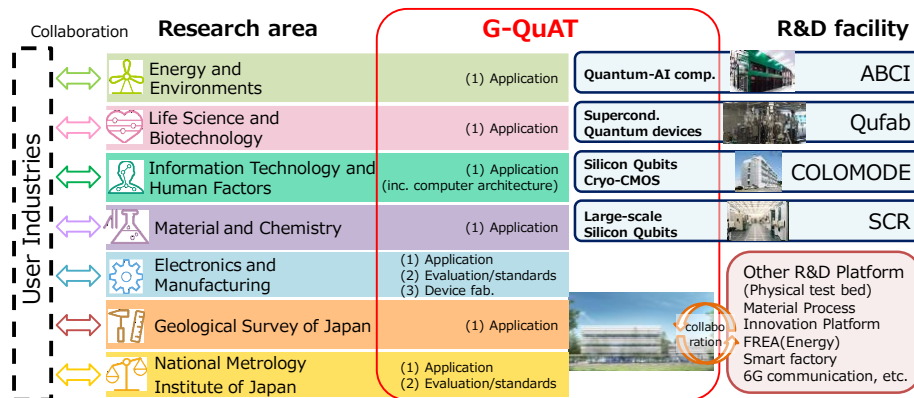 Collaboration
Research area
G-QuAT
R&D facility
User Industries
Energy and
Environments
(1) Application
Quantum-AI comp.
ABCI
Life Science and
Biotechnology
(1) Application
Supercond.
Quantum devices
Qufab
Information Technology and
Human Factors
(1) Application
(inc. computer architecture)
Silicon Qubits
Cryo-CMOS
COLOMODE
Material and Chemistry
(1) Application
Large-scale
Silicon Qubits
SCR
Electronics and
Manufacturing
(1) Application
(2) Evaluation/standards
(3) Device fab.
Geological Survey of Japan
(1) Application
National Metrology
Institute of Japan
(1) Application
(2) Evaluation/standards
collabo
ration
Other R&D Platform
(Physical test bed)
Material Process
Innovation Platform
FREA(Energy)
Smart factory
6G communication, etc.